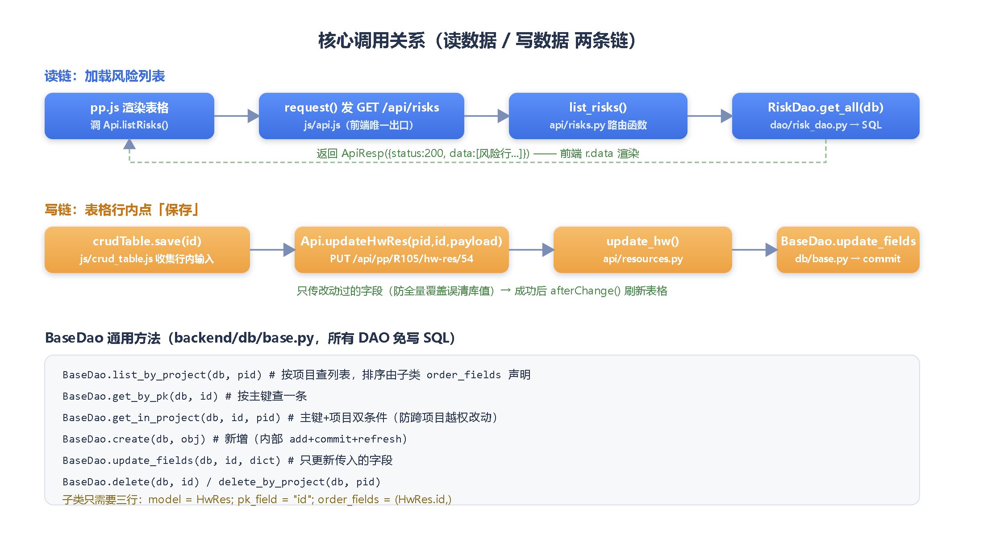 核心调用关系（读数据 / 写数据 两条链）
读链：加载风险列表
pp.js 渲染表格
调 Api.listRisks()
request() 发 GET /api/risks
js/api.js（前端唯一出口）
list_risks()
api/risks.py 路由函数
RiskDao.get_all(db)
dao/risk_dao.py → SQL
返回 ApiResp({status:200, data:[风险行...]}) —— 前端 r.data 渲染
写链：表格行内点「保存」
crudTable.save(id)
js/crud_table.js 收集行内输入
Api.updateHwRes(pid,id,payload)
PUT /api/pp/R105/hw-res/54
update_hw()
api/resources.py
BaseDao.update_fields
db/base.py → commit
只传改动过的字段（防全量覆盖误清库值）→ 成功后 afterChange() 刷新表格
BaseDao 通用方法（backend/db/base.py，所有 DAO 免写 SQL）
BaseDao.list_by_project(db, pid) # 按项目查列表，排序由子类 order_fields 声明
BaseDao.get_by_pk(db, id) # 按主键查一条
BaseDao.get_in_project(db, id, pid) # 主键+项目双条件（防跨项目越权改动）
BaseDao.create(db, obj) # 新增（内部 add+commit+refresh）
BaseDao.update_fields(db, id, dict) # 只更新传入的字段
BaseDao.delete(db, id) / delete_by_project(db, pid)
子类只需要三行：model = HwRes; pk_field = "id"; order_fields = (HwRes.id,)